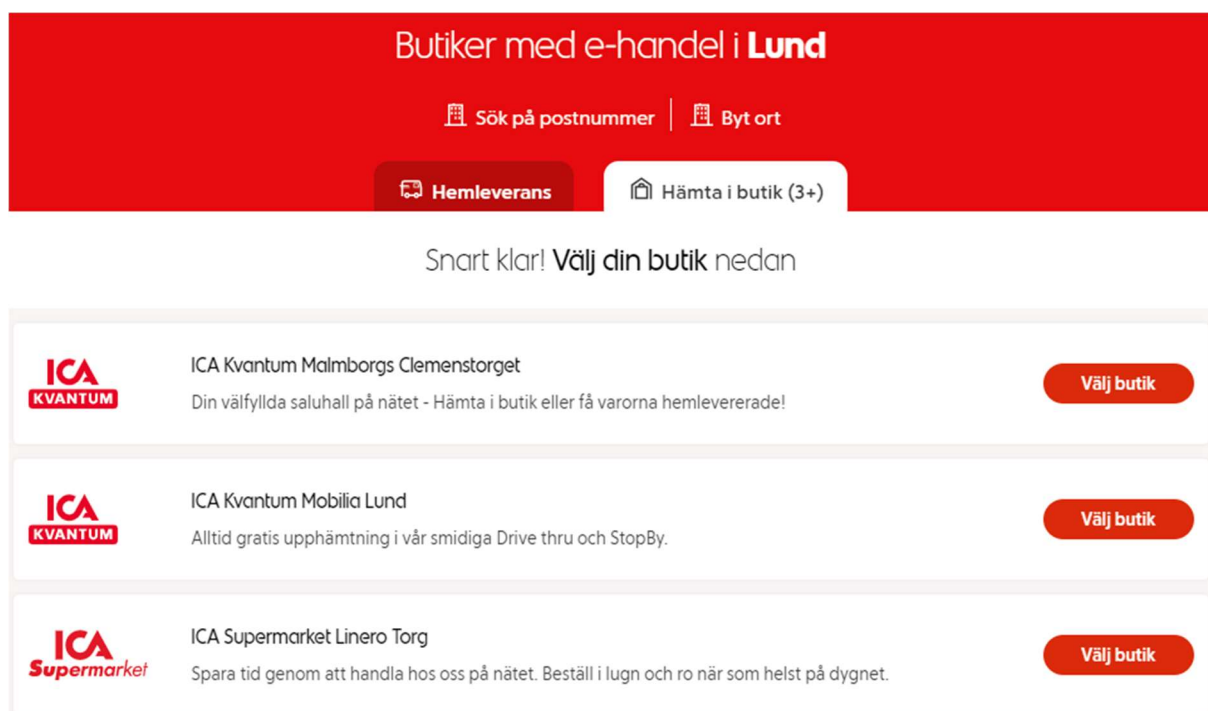 Butiker med e-handel i Lund
Sök på postnummer
Byt ort
Hemleverans
Hämta i butik (3+)
Snart klar! Välj din butik nedan
ICA
KVANTUM
ICA Kvantum Malmborgs Clemenstorget
Din välfyllda saluhall på nätet - Hämta i butik eller få varorna hemlevererade!
Välj butik
ICA
KVANTUM
ICA Kvantum Mobilia Lund
Alltid gratis upphämtning i vår smidiga Drive thru och StopBy.
Välj butik
ICA
Supermarket
ICA Supermarket Linero Torg
Spara tid genom att handla hos oss på nätet. Beställ i lugn och ro när som helst på dygnet.
Välj butik